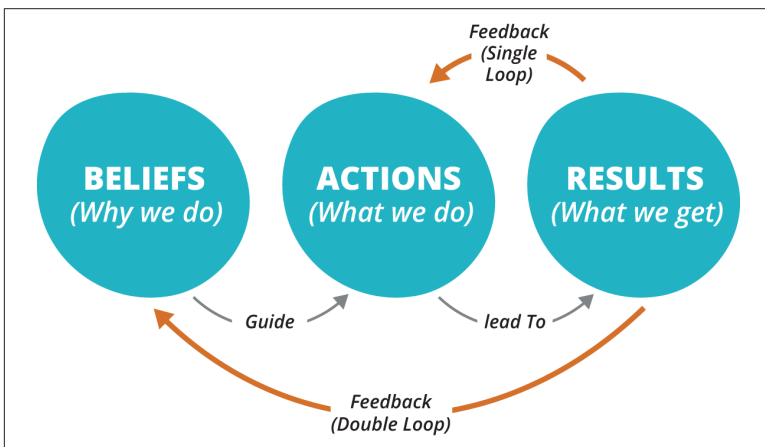 Feedback
(Single
Loop)
BELIEFS
(Why we do)
ACTIONS
(What we do)
RESULTS
(What we get)
Guide
lead To
Feedback
(Double Loop)